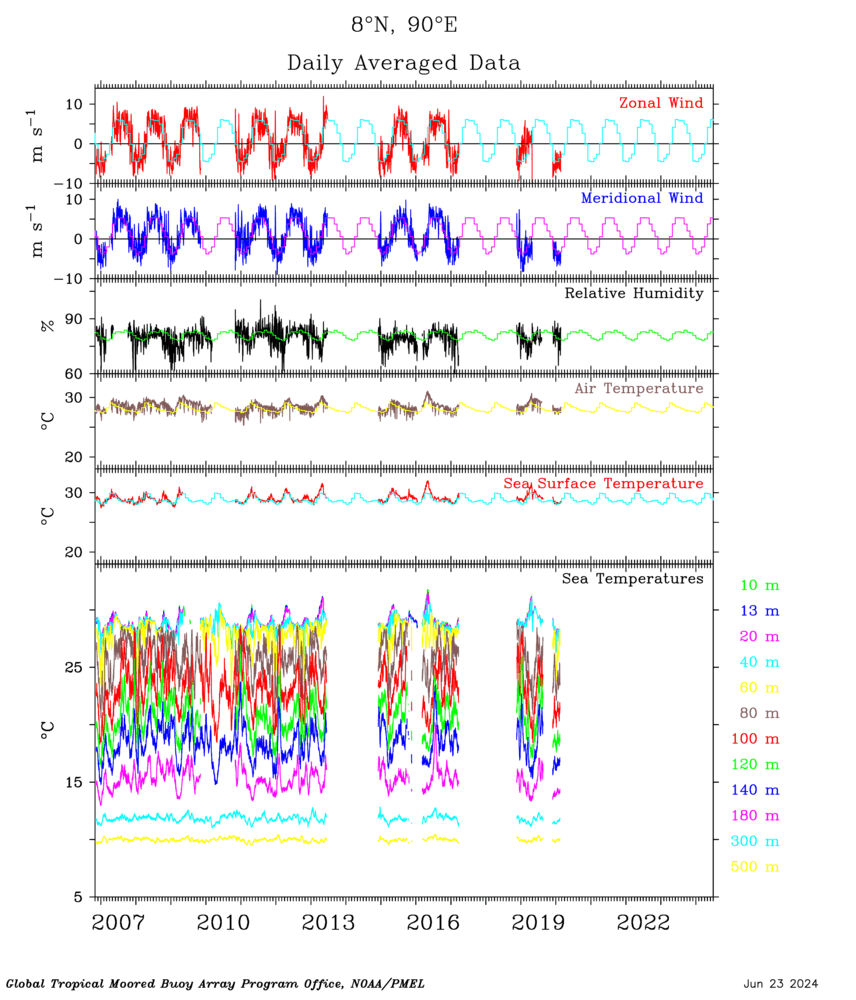 8°N, 90°E
Daily Averaged Data
Zonal Wind
10
0
−10
m s−1
Meridional Wind
10
0
−10
m s−1
Relative Humidity
90
60
%
Air Temperature
30
20
°C
Sea Surface Temperature
30
20
°C
Sea Temperatures
25
15
5
°C
10 m
13 m
20 m
40 m
60 m
80 m
100 m
120 m
140 m
180 m
300 m
500 m
2007 2010 2013 2016 2019 2022
Global Tropical Moored Buoy Array Program Office, NOAA/PMEL
Jun 23 2024